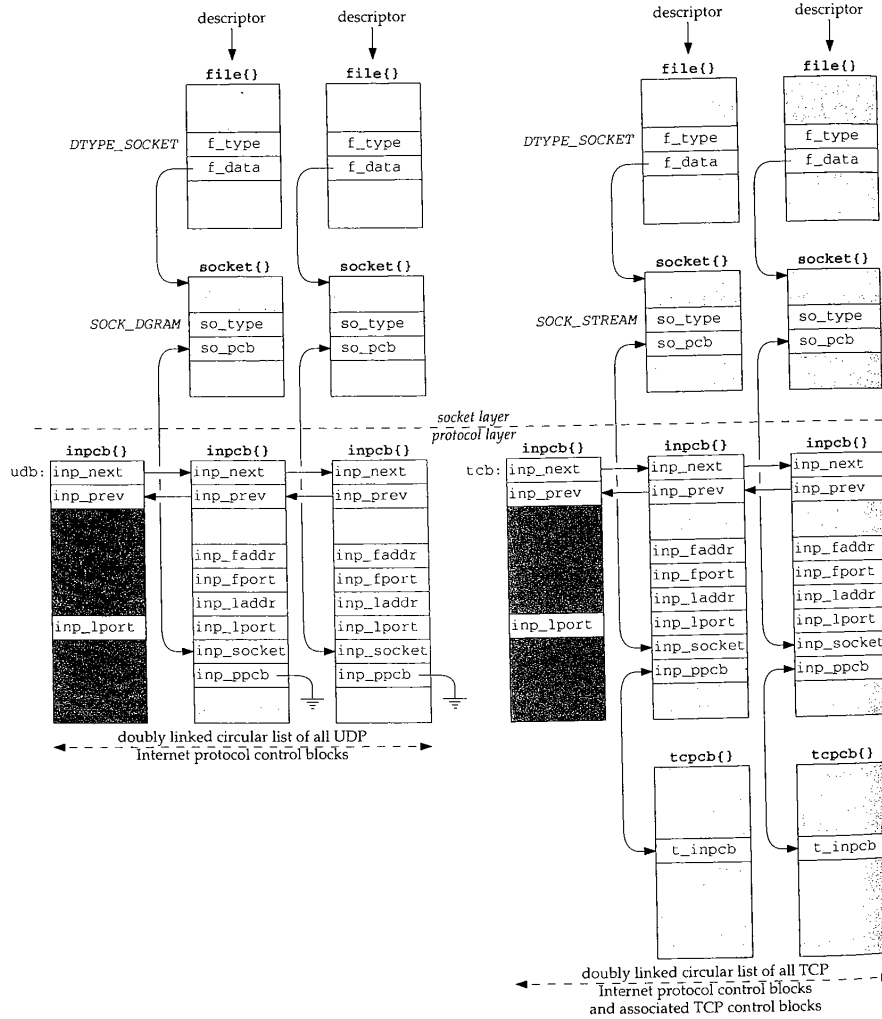 descriptor descriptor descriptor descriptor
file{} file{} file{} file{}
DTYPE_SOCKET f_type f_type DTYPE_SOCKET f_type f_type
f_data f_data f_data f_data
socket{} socket{} socket{} socket{}
SOCK_DGRAM so_type so_type SOCK_STREAM so_type so_type
so_pcb so_pcb so_pcb so_pcb
socket layer
protocol layer
inpcb{} inpcb{} inpcb{} inpcb{} inpcb{} inpcb{}
udb: inp_next inp_next inp_next tcb: inp_next inp_next inp_next
inp_prev inp_prev inp_prev inp_prev inp_prev inp_prev
inp_faddr inp_faddr inp_faddr inp_faddr
inp_fport inp_fport inp_fport inp_fport
inp_laddr inp_laddr inp_laddr inp_laddr
inp_lport inp_lport inp_lport inp_lport inp_lport inp_lport
inp_socket inp_socket inp_socket inp_socket
inp_ppcb inp_ppcb inp_ppcb inp_ppcb
doubly linked circular list of all UDP
Internet protocol control blocks
tcpcb{} tcpcb{}
t_inpcb t_inpcb
doubly linked circular list of all TCP
Internet protocol control blocks
and associated TCP control blocks